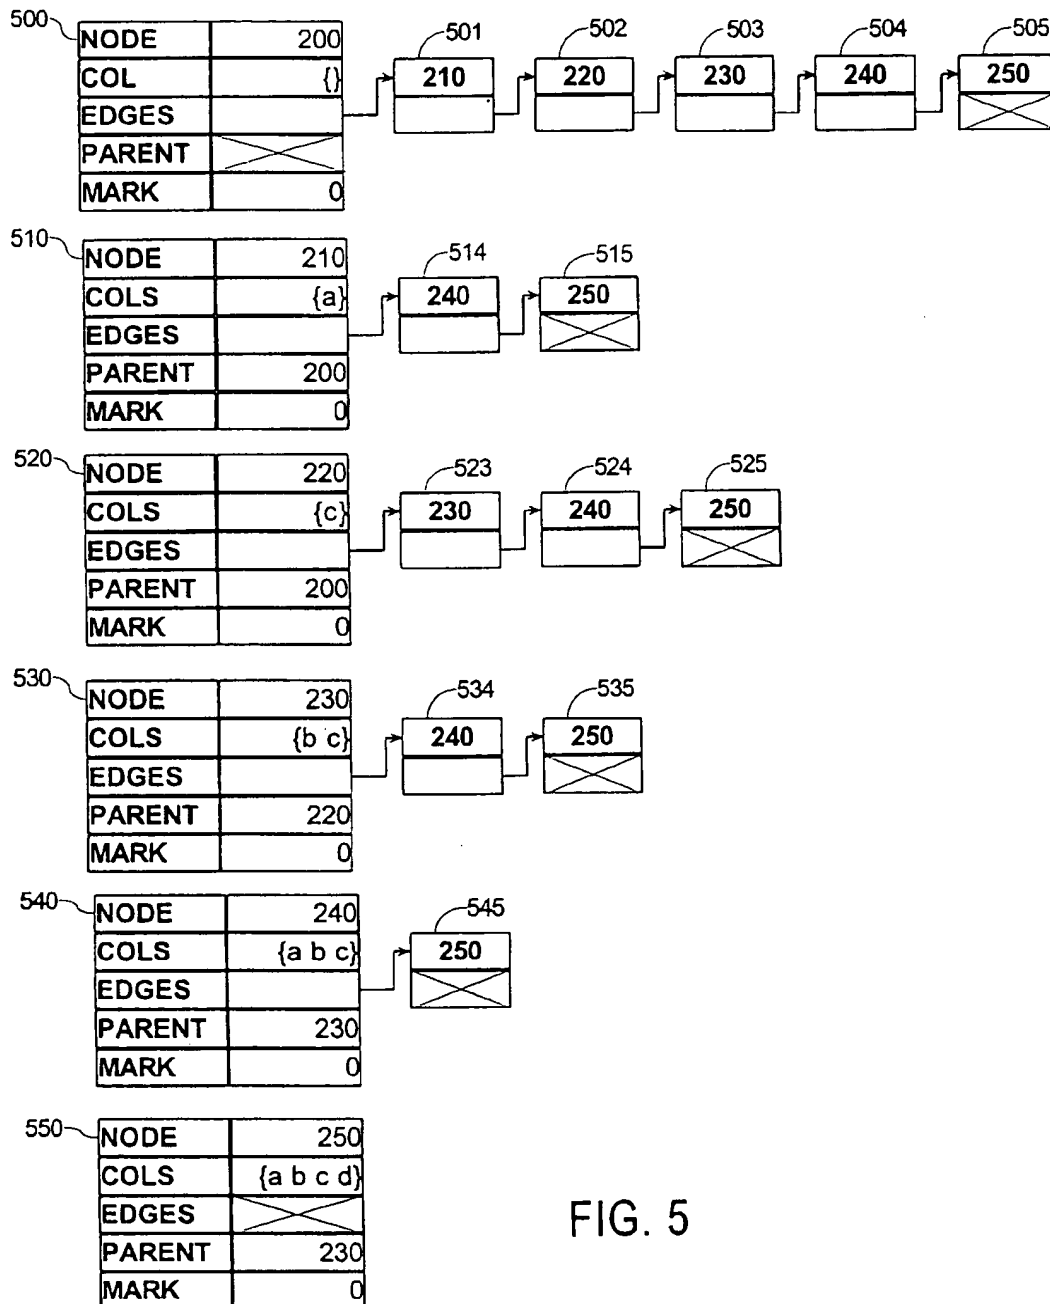 500
NODE 200
COL {}
EDGES
PARENT
MARK 0
501 502 503 504 505
210 220 230 240 250
510
NODE 210
COLS {a}
EDGES
PARENT 200
MARK 0
514 515
240 250
520
NODE 220
COLS {c}
EDGES
PARENT 200
MARK 0
523 524 525
230 240 250
530
NODE 230
COLS {b c}
EDGES
PARENT 220
MARK 0
534 535
240 250
540
NODE 240
COLS {a b c}
EDGES
PARENT 230
MARK 0
545
250
550
NODE 250
COLS {a b c d}
EDGES
PARENT 230
MARK 0
FIG. 5